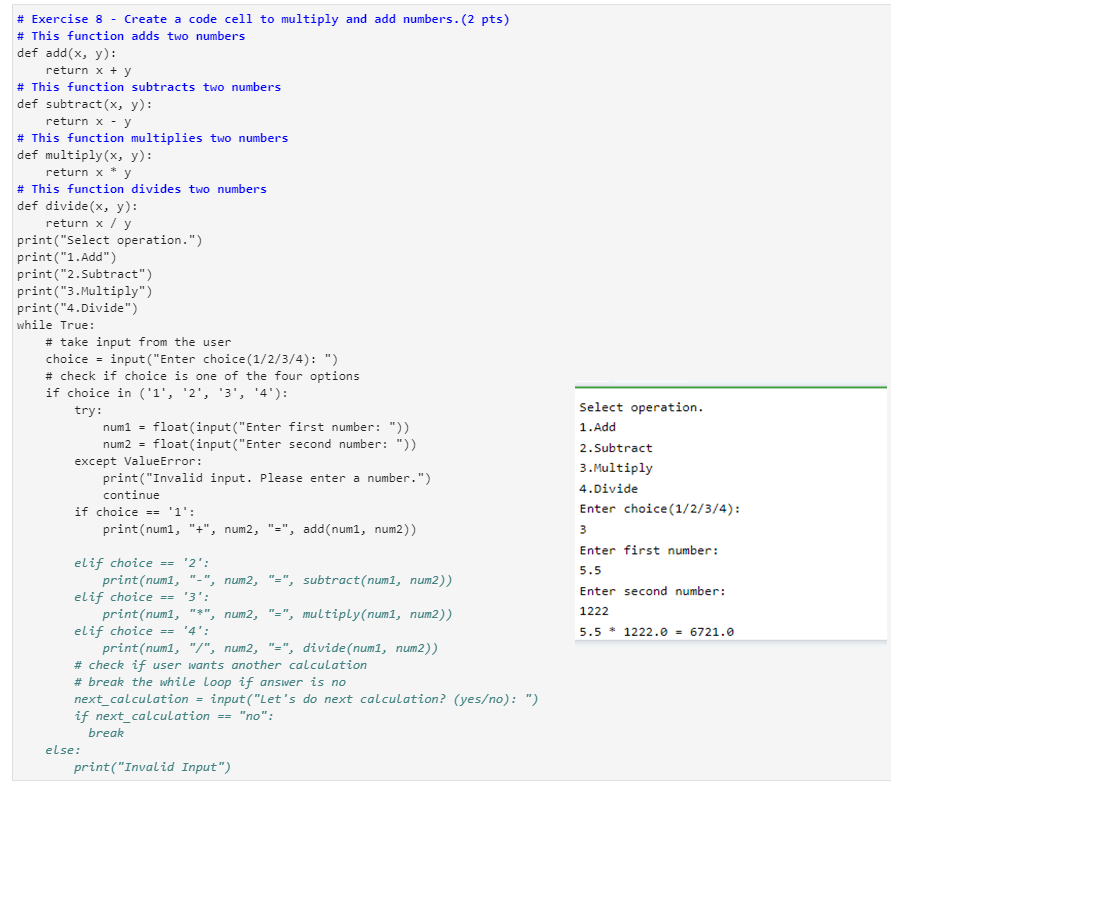 # Exercise 8 - Create a code cell to multiply and add numbers.(2 pts)
# This function adds two numbers
def add(x, y):
    return x + y
# This function subtracts two numbers
def subtract(x, y):
    return x - y
# This function multiplies two numbers
def multiply(x, y):
    return x * y
# This function divides two numbers
def divide(x, y):
    return x / y
print("Select operation.")
print("1.Add")
print("2.Subtract")
print("3.Multiply")
print("4.Divide")
while True:
    # take input from the user
    choice = input("Enter choice(1/2/3/4): ")
    # check if choice is one of the four options
    if choice in ('1', '2', '3', '4'):
        try:
            num1 = float(input("Enter first number: "))
            num2 = float(input("Enter second number: "))
        except ValueError:
            print("Invalid input. Please enter a number.")
            continue
        if choice == '1':
            print(num1, "+", num2, "=", add(num1, num2))

        elif choice == '2':
            print(num1, "-", num2, "=", subtract(num1, num2))
        elif choice == '3':
            print(num1, "*", num2, "=", multiply(num1, num2))
        elif choice == '4':
            print(num1, "/", num2, "=", divide(num1, num2))
        # check if user wants another calculation
        # break the while loop if answer is no
        next_calculation = input("Let's do next calculation? (yes/no): ")
        if next_calculation == "no":
          break
    else:
        print("Invalid Input")
Select operation.
1.Add
2.Subtract
3.Multiply
4.Divide
Enter choice(1/2/3/4):
3
Enter first number:
5.5
Enter second number:
1222
5.5 * 1222.0 = 6721.0